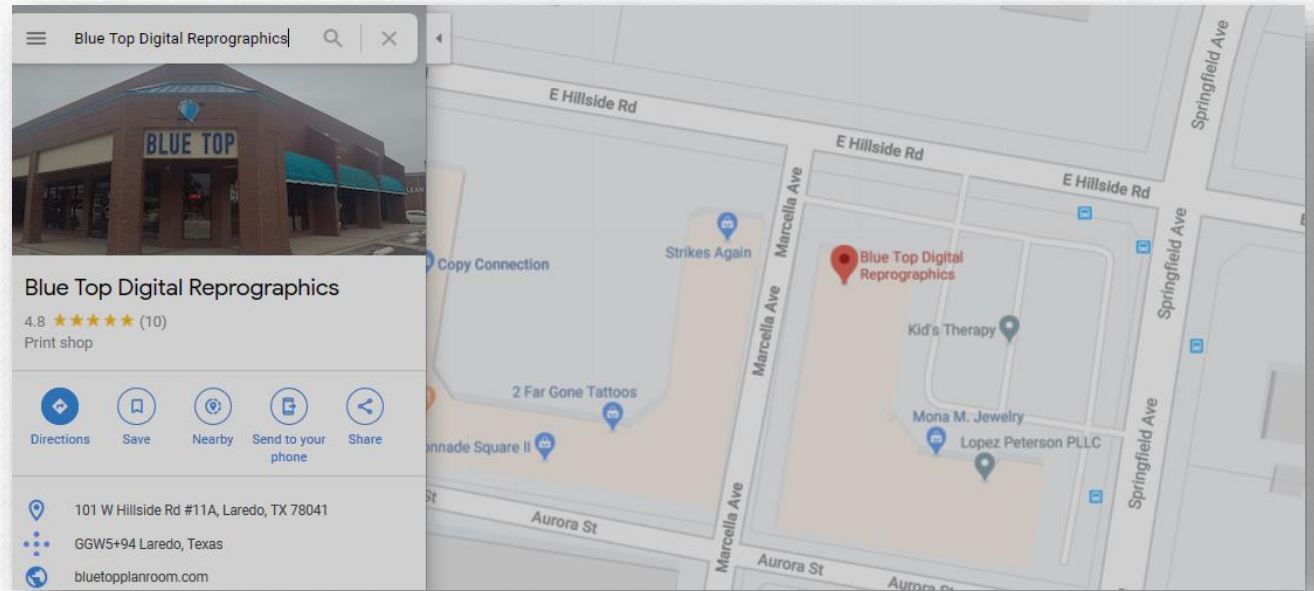 Blue Top Digital Reprographics
BLUE TOP
OPEN
LEAN
Blue Top Digital Reprographics
4.8 ★★★★★ (10)
Print shop
Directions
Save
Nearby
Send to your
phone
Share
101 W Hillside Rd #11A, Laredo, TX 78041
GGW5+94 Laredo, Texas
bluetopplanroom.com
E Hillside Rd
E Hillside Rd
E Hillside Rd
Springfield Ave
Springfield Ave
Springfield Ave
Marcella Ave
Marcella Ave
Marcella Ave
Copy Connection
Strikes Again
Blue Top Digital
Reprographics
Kid's Therapy
2 Far Gone Tattoos
nnade Square II
Mona M. Jewelry
Lopez Peterson PLLC
St
Aurora St
Aurora St
Aurora